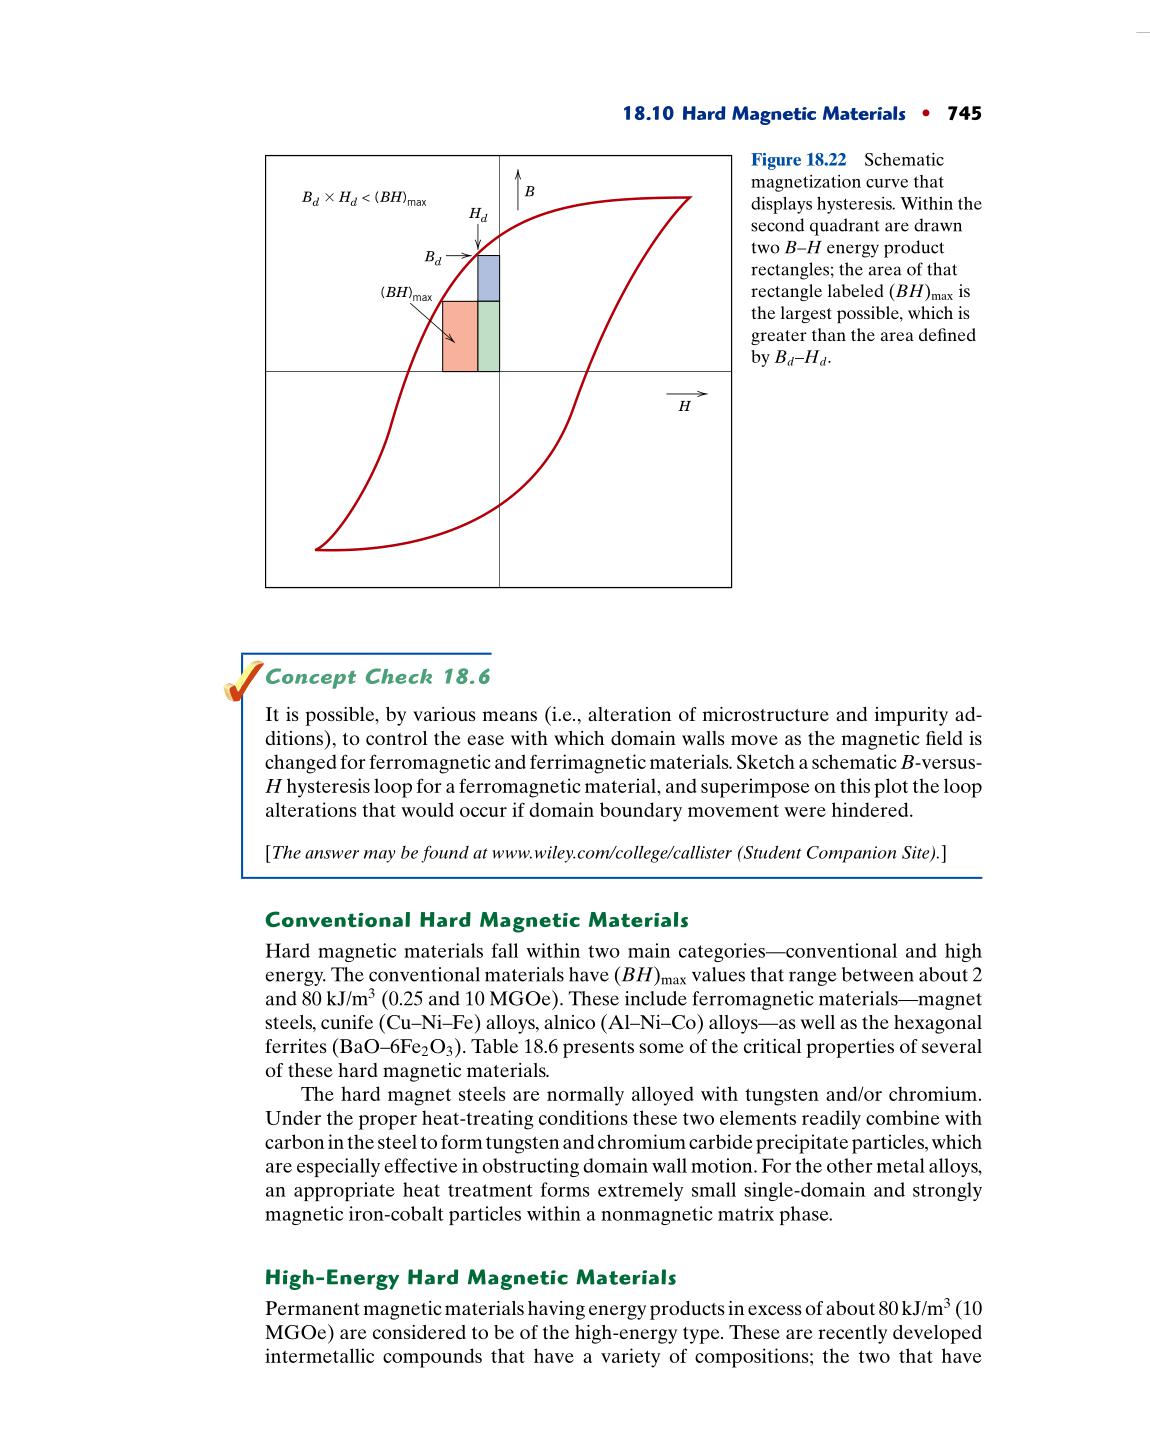 18.10 Hard Magnetic Materials • 745
B
B_d × H_d < (BH)max
H_d
B_d
(BH)max
H
Figure 18.22 Schematic
magnetization curve that
displays hysteresis. Within the
second quadrant are drawn
two B–H energy product
rectangles; the area of that
rectangle labeled (BH)max is
the largest possible, which is
greater than the area defined
by B_d–H_d.
Concept Check 18.6
It is possible, by various means (i.e., alteration of microstructure and impurity ad-
ditions), to control the ease with which domain walls move as the magnetic field is
changed for ferromagnetic and ferrimagnetic materials. Sketch a schematic B-versus-
H hysteresis loop for a ferromagnetic material, and superimpose on this plot the loop
alterations that would occur if domain boundary movement were hindered.
[The answer may be found at www.wiley.com/college/callister (Student Companion Site).]
Conventional Hard Magnetic Materials
Hard magnetic materials fall within two main categories—conventional and high
energy. The conventional materials have (BH)max values that range between about 2
and 80 kJ/m³ (0.25 and 10 MGOe). These include ferromagnetic materials—magnet
steels, cunife (Cu–Ni–Fe) alloys, alnico (Al–Ni–Co) alloys—as well as the hexagonal
ferrites (BaO–6Fe₂O₃). Table 18.6 presents some of the critical properties of several
of these hard magnetic materials.
The hard magnet steels are normally alloyed with tungsten and/or chromium.
Under the proper heat-treating conditions these two elements readily combine with
carbon in the steel to form tungsten and chromium carbide precipitate particles, which
are especially effective in obstructing domain wall motion. For the other metal alloys,
an appropriate heat treatment forms extremely small single-domain and strongly
magnetic iron-cobalt particles within a nonmagnetic matrix phase.
High-Energy Hard Magnetic Materials
Permanent magnetic materials having energy products in excess of about 80 kJ/m³ (10
MGOe) are considered to be of the high-energy type. These are recently developed
intermetallic compounds that have a variety of compositions; the two that have